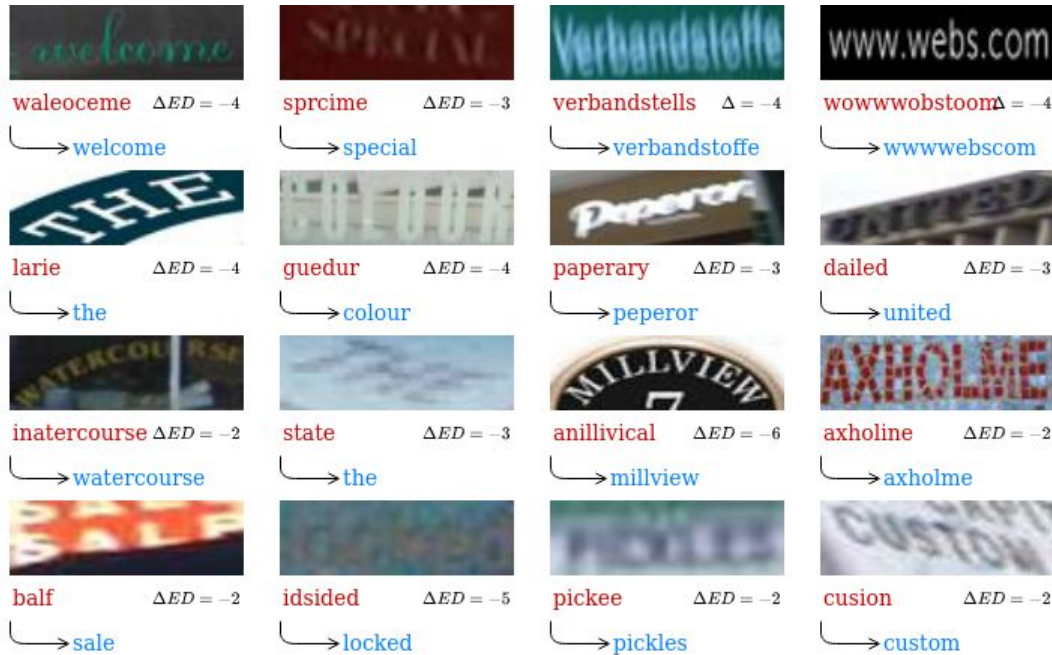 welcome SPECIAL Verbandstoffe www.webs.com
waleoceme ΔED = −4 sprcime ΔED = −3 verbandstells Δ = −4 wowwwobstoom Δ = −4
welcome special verbandstoffe wwwwebscom
THE Peperor UNITED
larie ΔED = −4 guedur ΔED = −4 paperary ΔED = −3 dailed ΔED = −3
the colour peperor united
WATERCOURSE MILLVIEW 7 AXHOLME
inatercourse ΔED = −2 state ΔED = −3 anillivical ΔED = −6 axholine ΔED = −2
watercourse the millview axholme
SALE PICKLES CUSTOM
balf ΔED = −2 idsided ΔED = −5 pickee ΔED = −2 cusion ΔED = −2
sale locked pickles custom